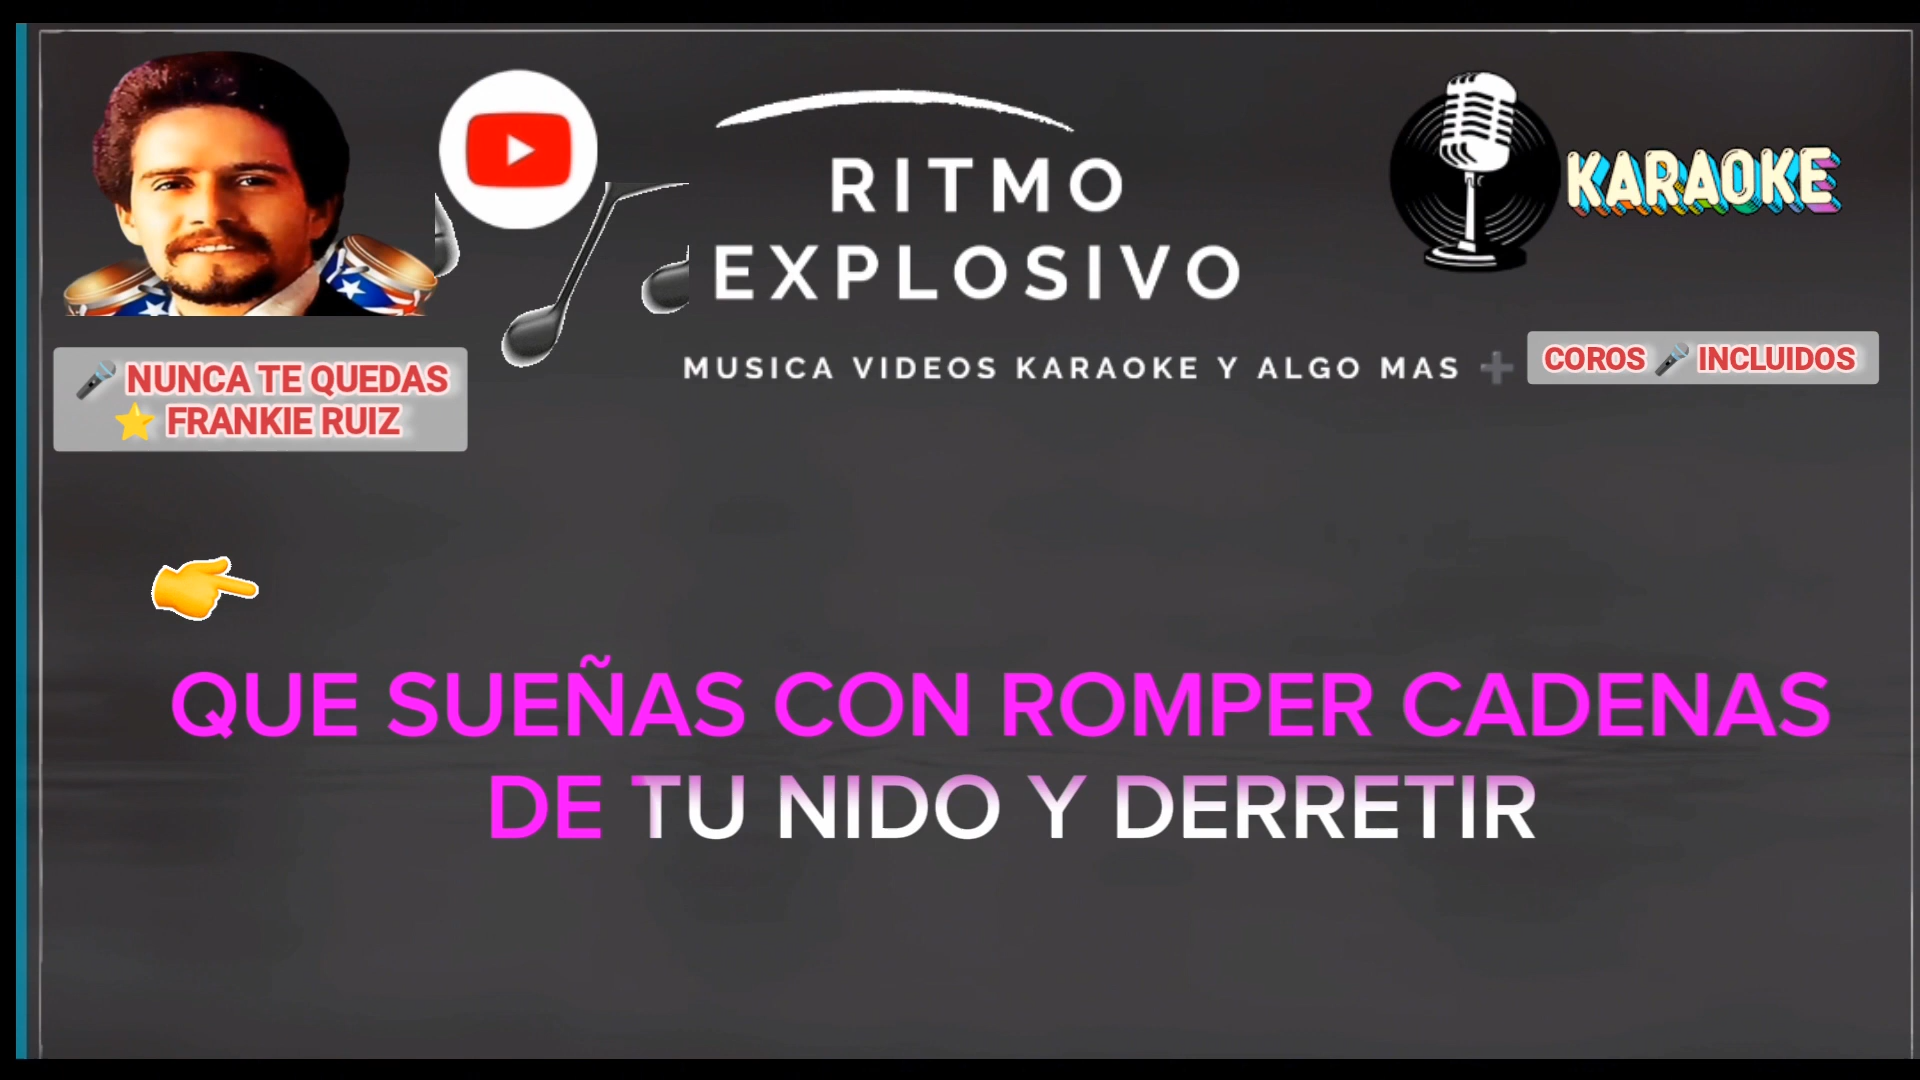 RITMO
EXPLOSIVO
KARAOKE
MUSICA VIDEOS KARAOKE Y ALGO MAS ➕
COROS 🎤 INCLUIDOS
🎤 NUNCA TE QUEDAS
⭐ FRANKIE RUIZ
QUE SUEÑAS CON ROMPER CADENAS
DE TU NIDO Y DERRETIR